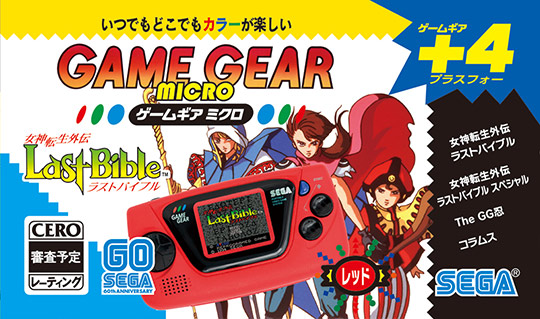 いつでもどこでもカラーが楽しい
GAME GEAR
MICRO
ゲームギア ミクロ
女神転生外伝
LastBible™
ラストバイブル
ゲームギア
+4
プラスフォー
女神転生外伝
ラストバイブル
女神転生外伝
ラストバイブル スペシャル
The GG忍
コラムス
CERO
審査予定
レーティング
GO
SEGA
60th ANNIVERSARY
GAME
GEAR
LastBible
SEGA
レッド
SEGA®